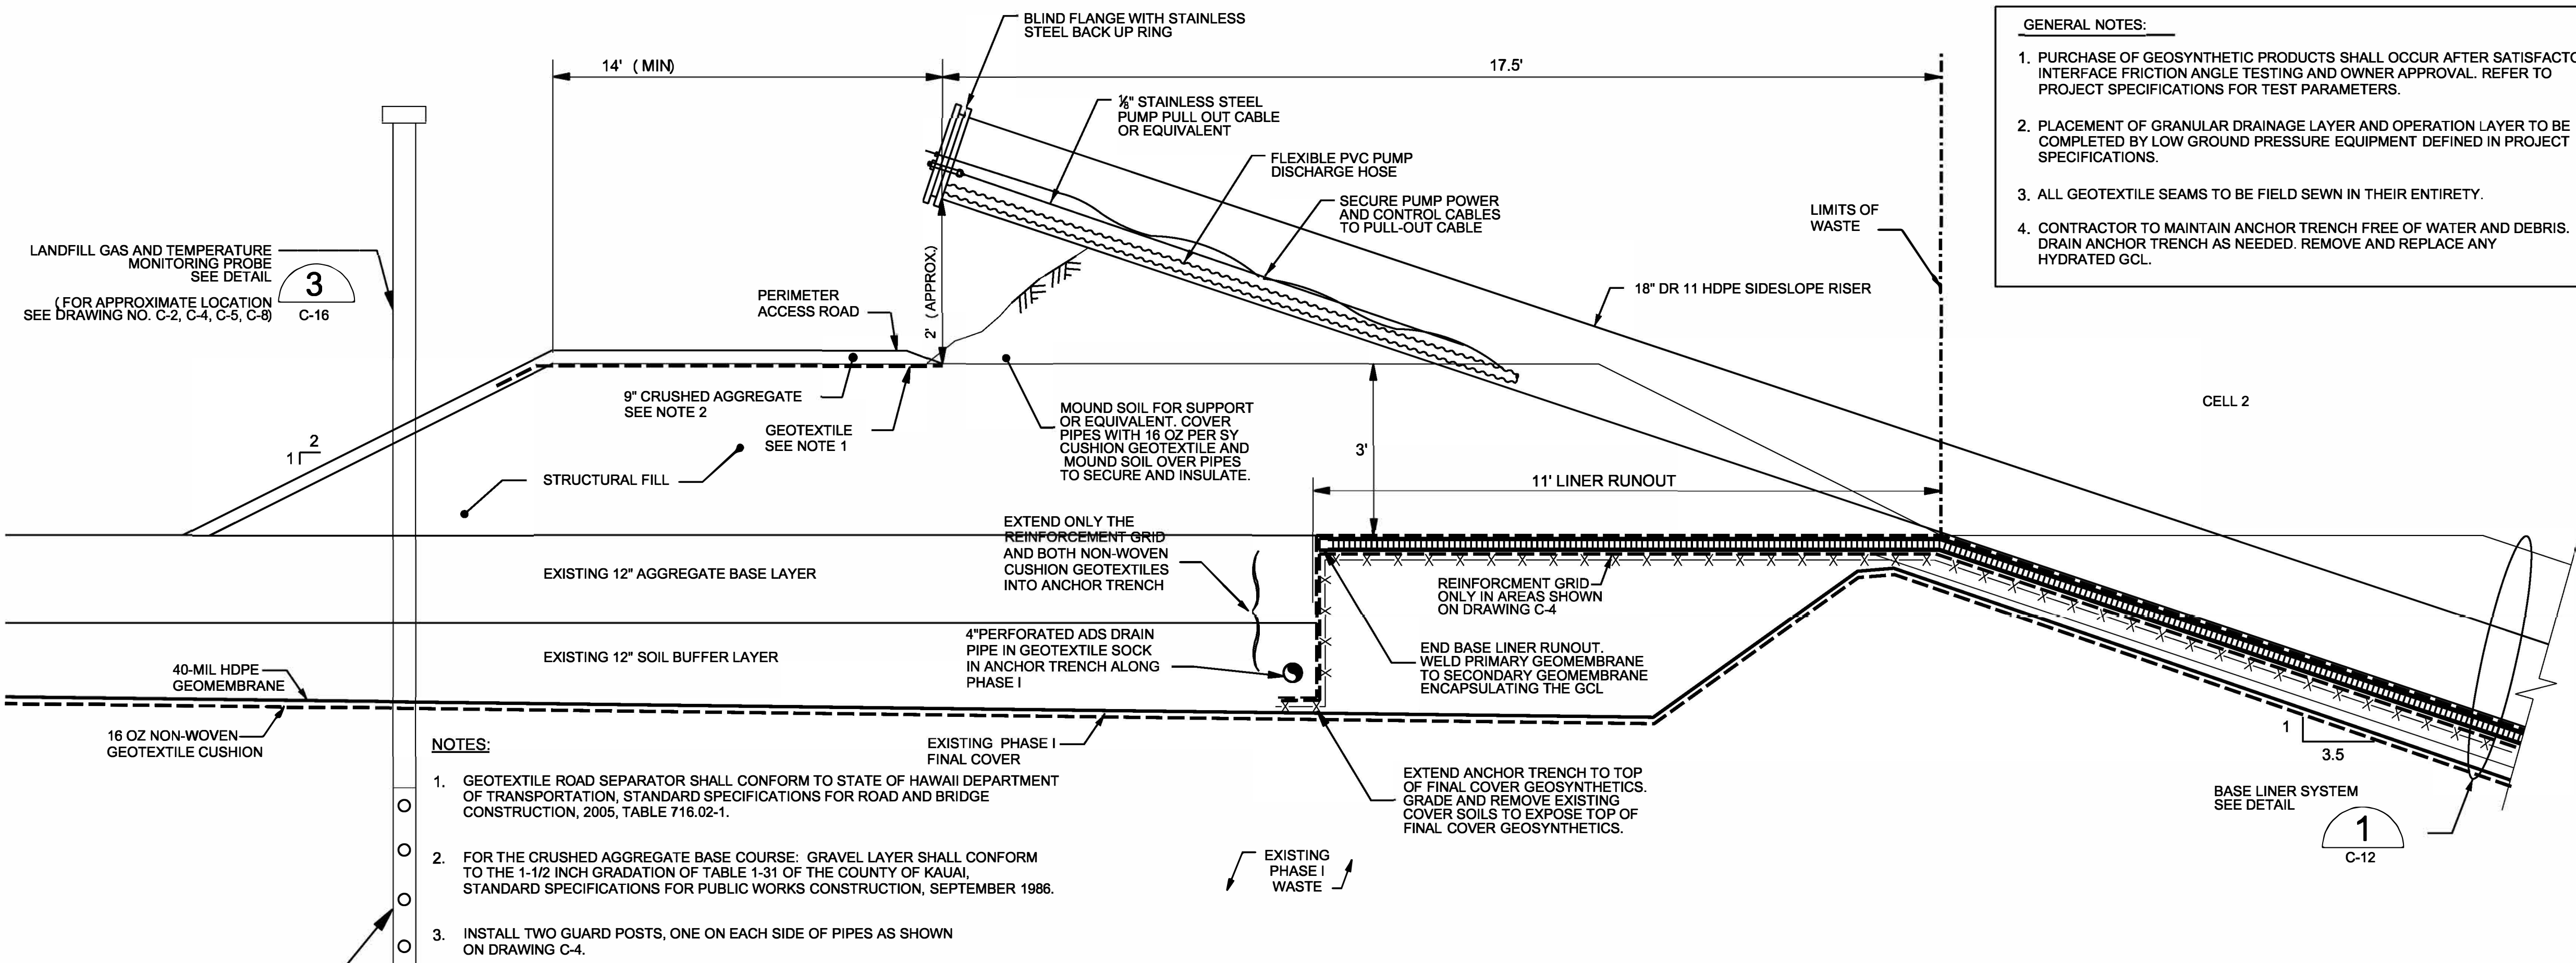 BLIND FLANGE WITH STAINLESS
STEEL BACK UP RING
14' ( MIN)
17.5'
⅛" STAINLESS STEEL
PUMP PULL OUT CABLE
OR EQUIVALENT
FLEXIBLE PVC PUMP
DISCHARGE HOSE
SECURE PUMP POWER
AND CONTROL CABLES
TO PULL-OUT CABLE
LIMITS OF
WASTE
18" DR 11 HDPE SIDESLOPE RISER
CELL 2
GENERAL NOTES:
1. PURCHASE OF GEOSYNTHETIC PRODUCTS SHALL OCCUR AFTER SATISFACTO
INTERFACE FRICTION ANGLE TESTING AND OWNER APPROVAL. REFER TO
PROJECT SPECIFICATIONS FOR TEST PARAMETERS.
2. PLACEMENT OF GRANULAR DRAINAGE LAYER AND OPERATION LAYER TO BE
COMPLETED BY LOW GROUND PRESSURE EQUIPMENT DEFINED IN PROJECT
SPECIFICATIONS.
3. ALL GEOTEXTILE SEAMS TO BE FIELD SEWN IN THEIR ENTIRETY.
4. CONTRACTOR TO MAINTAIN ANCHOR TRENCH FREE OF WATER AND DEBRIS.
DRAIN ANCHOR TRENCH AS NEEDED. REMOVE AND REPLACE ANY
HYDRATED GCL.
LANDFILL GAS AND TEMPERATURE
MONITORING PROBE
SEE DETAIL
(FOR APPROXIMATE LOCATION
SEE DRAWING NO. C-2, C-4, C-5, C-8)
3
C-16
PERIMETER
ACCESS ROAD
2' (APPROX.)
9" CRUSHED AGGREGATE
SEE NOTE 2
GEOTEXTILE
SEE NOTE 1
2
1
STRUCTURAL FILL
MOUND SOIL FOR SUPPORT
OR EQUIVALENT. COVER
PIPES WITH 16 OZ PER SY
CUSHION GEOTEXTILE AND
MOUND SOIL OVER PIPES
TO SECURE AND INSULATE.
3'
11' LINER RUNOUT
EXTEND ONLY THE
REINFORCEMENT GRID
AND BOTH NON-WOVEN
CUSHION GEOTEXTILES
INTO ANCHOR TRENCH
EXISTING 12" AGGREGATE BASE LAYER
EXISTING 12" SOIL BUFFER LAYER
4"PERFORATED ADS DRAIN
PIPE IN GEOTEXTILE SOCK
IN ANCHOR TRENCH ALONG
PHASE I
REINFORCMENT GRID
ONLY IN AREAS SHOWN
ON DRAWING C-4
END BASE LINER RUNOUT.
WELD PRIMARY GEOMEMBRANE
TO SECONDARY GEOMEMBRANE
ENCAPSULATING THE GCL
40-MIL HDPE
GEOMEMBRANE
16 OZ NON-WOVEN
GEOTEXTILE CUSHION
EXISTING PHASE I
FINAL COVER
EXTEND ANCHOR TRENCH TO TOP
OF FINAL COVER GEOSYNTHETICS.
GRADE AND REMOVE EXISTING
COVER SOILS TO EXPOSE TOP OF
FINAL COVER GEOSYNTHETICS.
EXISTING
PHASE I
WASTE
1
3.5
BASE LINER SYSTEM
SEE DETAIL
1
C-12
NOTES:
1. GEOTEXTILE ROAD SEPARATOR SHALL CONFORM TO STATE OF HAWAII DEPARTMENT
OF TRANSPORTATION, STANDARD SPECIFICATIONS FOR ROAD AND BRIDGE
CONSTRUCTION, 2005, TABLE 716.02-1.
2. FOR THE CRUSHED AGGREGATE BASE COURSE: GRAVEL LAYER SHALL CONFORM
TO THE 1-1/2 INCH GRADATION OF TABLE 1-31 OF THE COUNTY OF KAUAI,
STANDARD SPECIFICATIONS FOR PUBLIC WORKS CONSTRUCTION, SEPTEMBER 1986.
3. INSTALL TWO GUARD POSTS, ONE ON EACH SIDE OF PIPES AS SHOWN
ON DRAWING C-4.